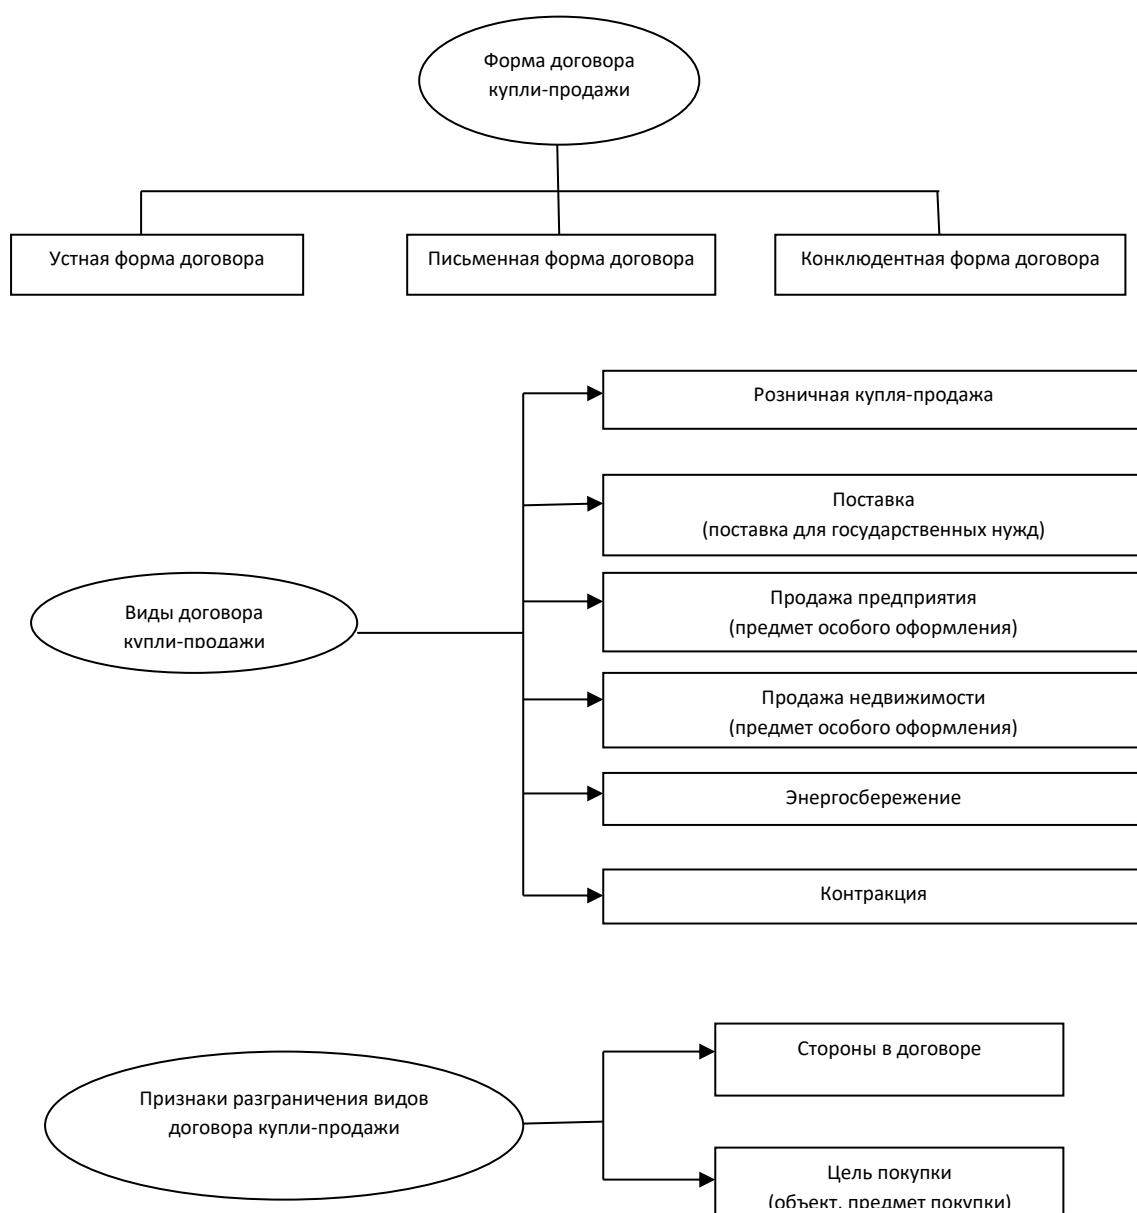 Форма договора
купли-продажи
Устная форма договора
Письменная форма договора
Конклюдентная форма договора
Розничная купля-продажа
Поставка
(поставка для государственных нужд)
Виды договора
купли-продажи
Продажа предприятия
(предмет особого оформления)
Продажа недвижимости
(предмет особого оформления)
Энергосбережение
Контракция
Признаки разграничения видов
договора купли-продажи
Стороны в договоре
Цель покупки
(объект, предмет покупки)